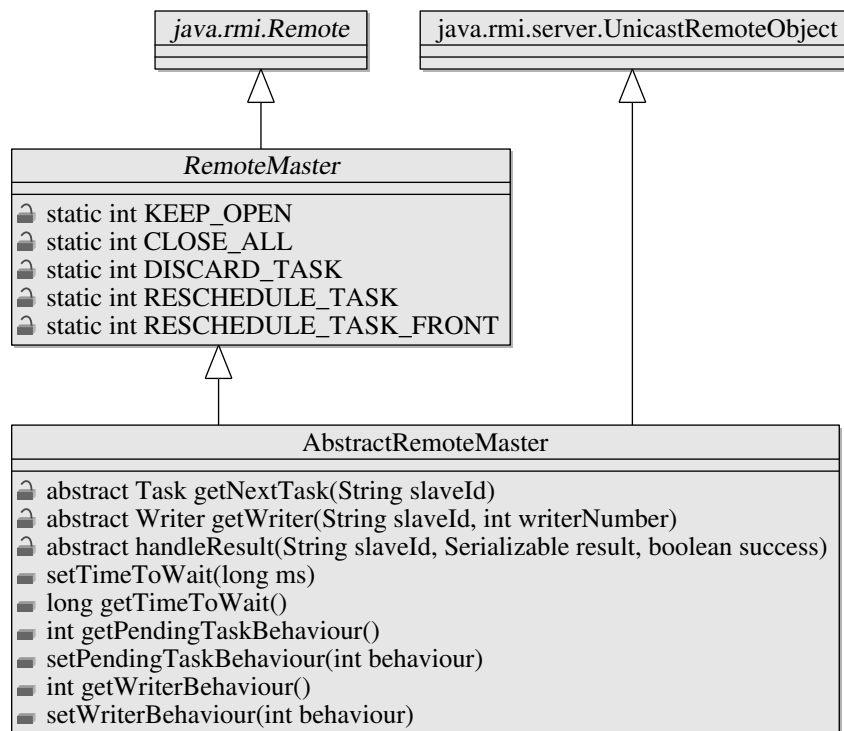 java.rmi.Remote
java.rmi.server.UnicastRemoteObject
RemoteMaster
static int KEEP_OPEN
static int CLOSE_ALL
static int DISCARD_TASK
static int RESCHEDULE_TASK
static int RESCHEDULE_TASK_FRONT
AbstractRemoteMaster
abstract Task getNextTask(String slaveId)
abstract Writer getWriter(String slaveId, int writerNumber)
abstract handleResult(String slaveId, Serializable result, boolean success)
setTimeToWait(long ms)
long getTimeToWait()
int getPendingTaskBehaviour()
setPendingTaskBehaviour(int behaviour)
int getWriterBehaviour()
setWriterBehaviour(int behaviour)